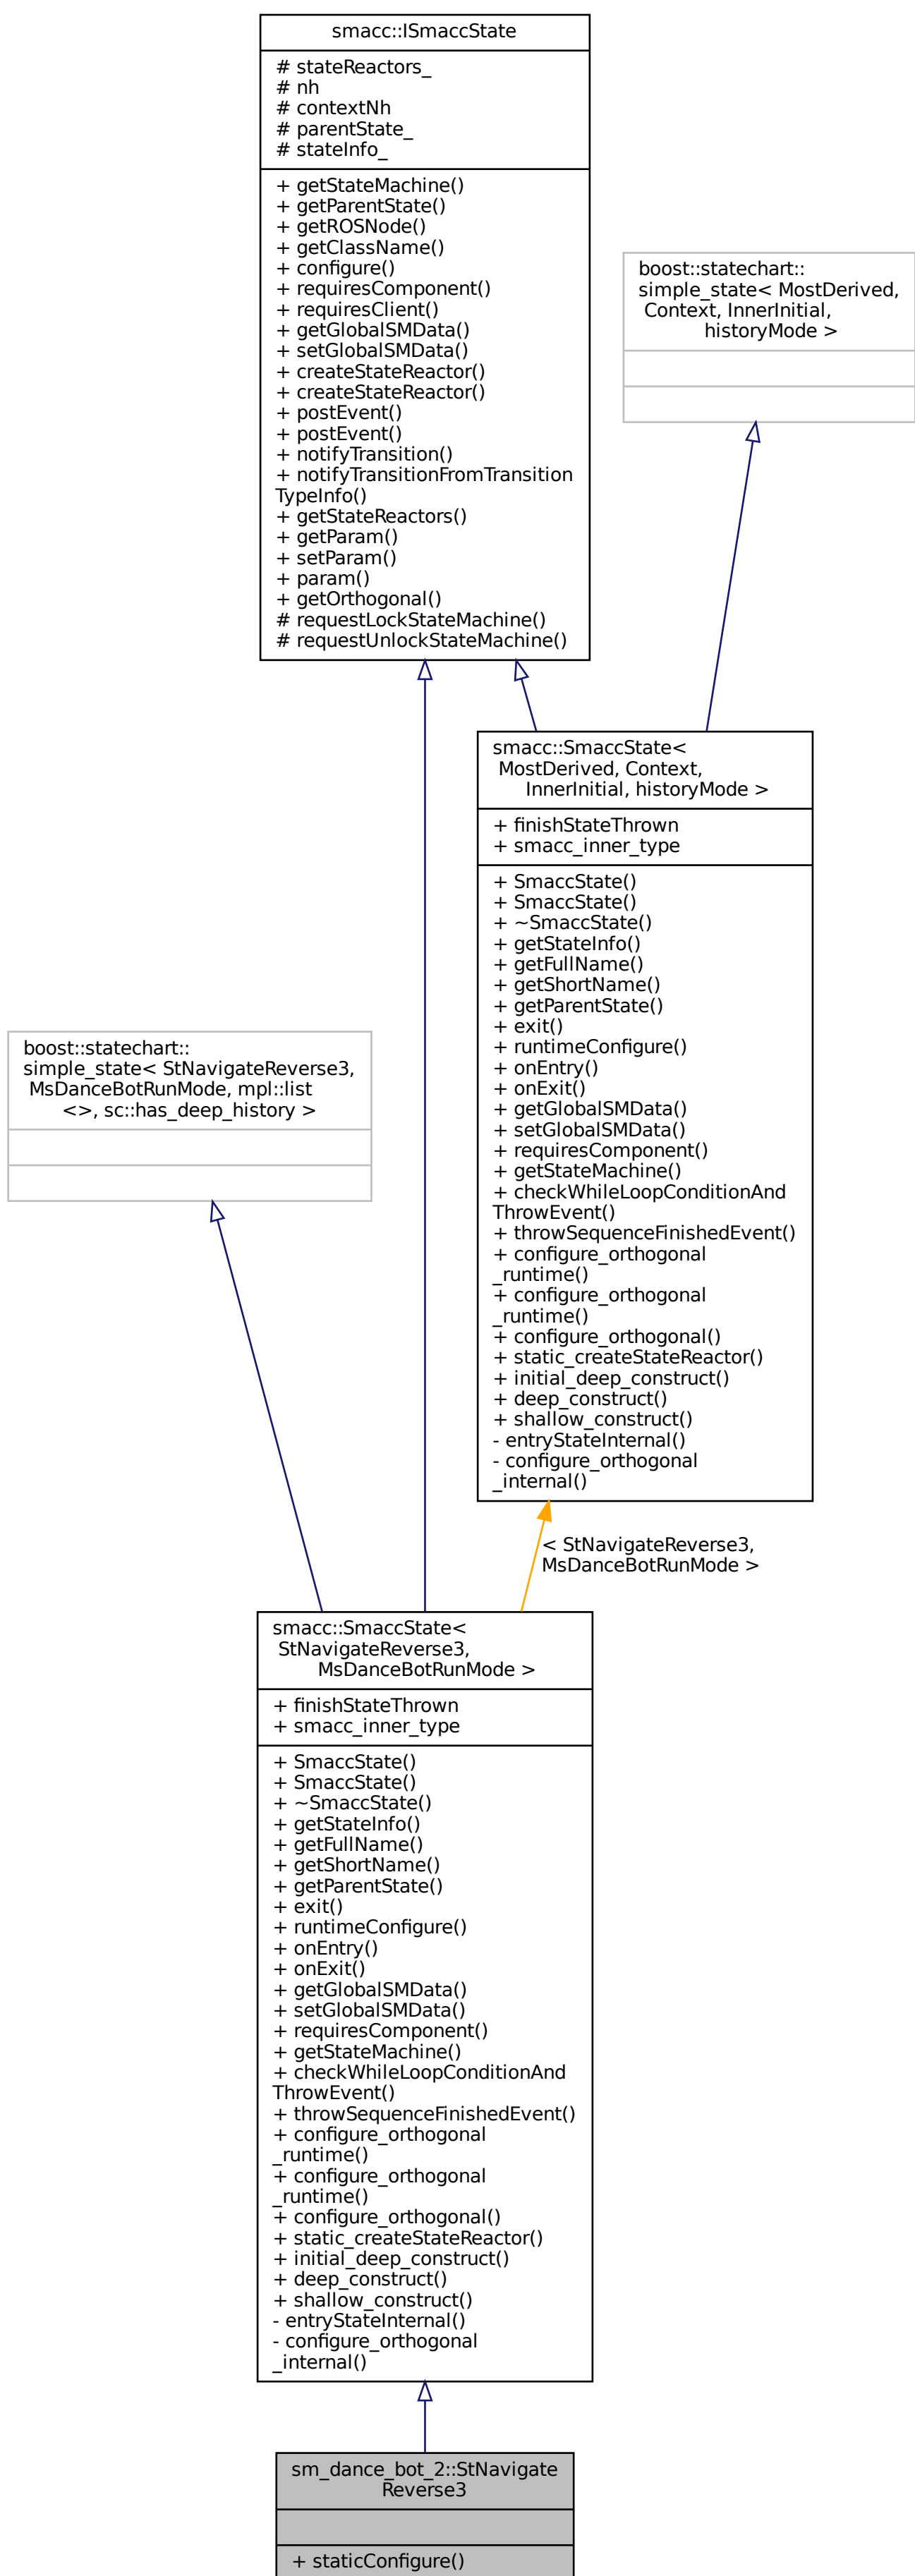 smacc::ISmaccState
# stateReactors_
# nh
# contextNh
# parentState_
# stateInfo_
+ getStateMachine()
+ getParentState()
+ getROSNode()
+ getClassName()
+ configure()
+ requiresComponent()
+ requiresClient()
+ getGlobalSMData()
+ setGlobalSMData()
+ createStateReactor()
+ createStateReactor()
+ postEvent()
+ postEvent()
+ notifyTransition()
+ notifyTransitionFromTransition
TypeInfo()
+ getStateReactors()
+ getParam()
+ setParam()
+ param()
+ getOrthogonal()
# requestLockStateMachine()
# requestUnlockStateMachine()
boost::statechart::
simple_state< MostDerived,
Context, InnerInitial,
historyMode >
smacc::SmaccState<
MostDerived, Context,
InnerInitial, historyMode >
+ finishStateThrown
+ smacc_inner_type
+ SmaccState()
+ SmaccState()
+ ~SmaccState()
+ getStateInfo()
+ getFullName()
+ getShortName()
+ getParentState()
+ exit()
+ runtimeConfigure()
+ onEntry()
+ onExit()
+ getGlobalSMData()
+ setGlobalSMData()
+ requiresComponent()
+ getStateMachine()
+ checkWhileLoopConditionAnd
ThrowEvent()
+ throwSequenceFinishedEvent()
+ configure_orthogonal
_runtime()
+ configure_orthogonal
_runtime()
+ configure_orthogonal()
+ static_createStateReactor()
+ initial_deep_construct()
+ deep_construct()
+ shallow_construct()
- entryStateInternal()
- configure_orthogonal
_internal()
boost::statechart::
simple_state< StNavigateReverse3,
MsDanceBotRunMode, mpl::list
<>, sc::has_deep_history >
< StNavigateReverse3,
MsDanceBotRunMode >
smacc::SmaccState<
StNavigateReverse3,
MsDanceBotRunMode >
+ finishStateThrown
+ smacc_inner_type
+ SmaccState()
+ SmaccState()
+ ~SmaccState()
+ getStateInfo()
+ getFullName()
+ getShortName()
+ getParentState()
+ exit()
+ runtimeConfigure()
+ onEntry()
+ onExit()
+ getGlobalSMData()
+ setGlobalSMData()
+ requiresComponent()
+ getStateMachine()
+ checkWhileLoopConditionAnd
ThrowEvent()
+ throwSequenceFinishedEvent()
+ configure_orthogonal
_runtime()
+ configure_orthogonal
_runtime()
+ configure_orthogonal()
+ static_createStateReactor()
+ initial_deep_construct()
+ deep_construct()
+ shallow_construct()
- entryStateInternal()
- configure_orthogonal
_internal()
sm_dance_bot_2::StNavigate
Reverse3
+ staticConfigure()